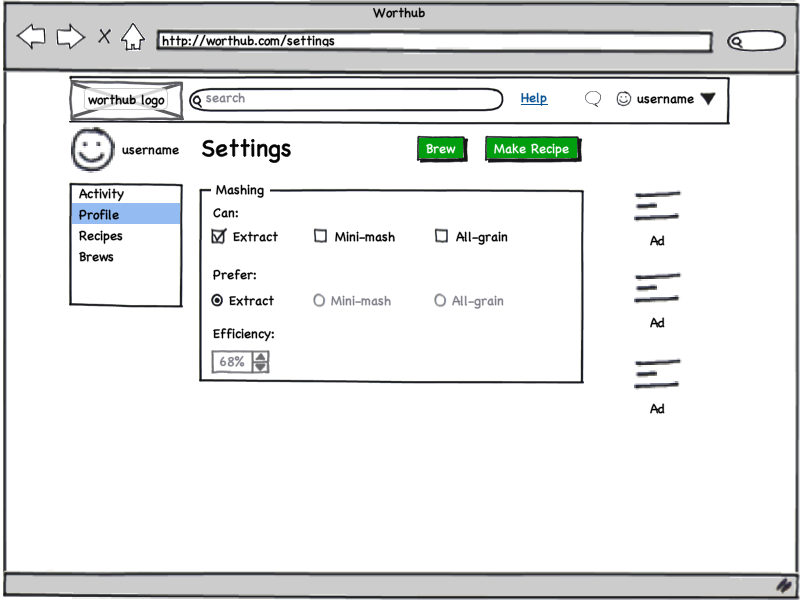 Worthub
http://worthub.com/settings
worthub logo
search
Help
username
username
Settings
Brew
Make Recipe
Activity
Profile
Recipes
Brews
Mashing
Can:
Extract Mini-mash All-grain
Prefer:
Extract Mini-mash All-grain
Efficiency:
68%
Ad
Ad
Ad